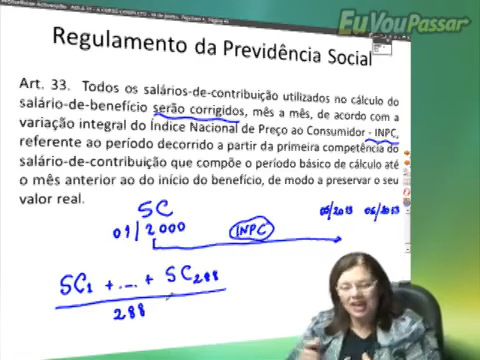 EuVouPassar
Regulamento da Previdência Social
Art. 33. Todos os salários-de-contribuição utilizados no cálculo do
salário-de-benefício serão corrigidos, mês a mês, de acordo com a
variação integral do Índice Nacional de Preço ao Consumidor - INPC,
referente ao período decorrido a partir da primeira competência do
salário-de-contribuição que compõe o período básico de cálculo até
o mês anterior ao do início do benefício, de modo a preservar o seu
valor real.
SC
01/2000
INPC
05/2013 06/2013
SC1 + .... + SC288
288